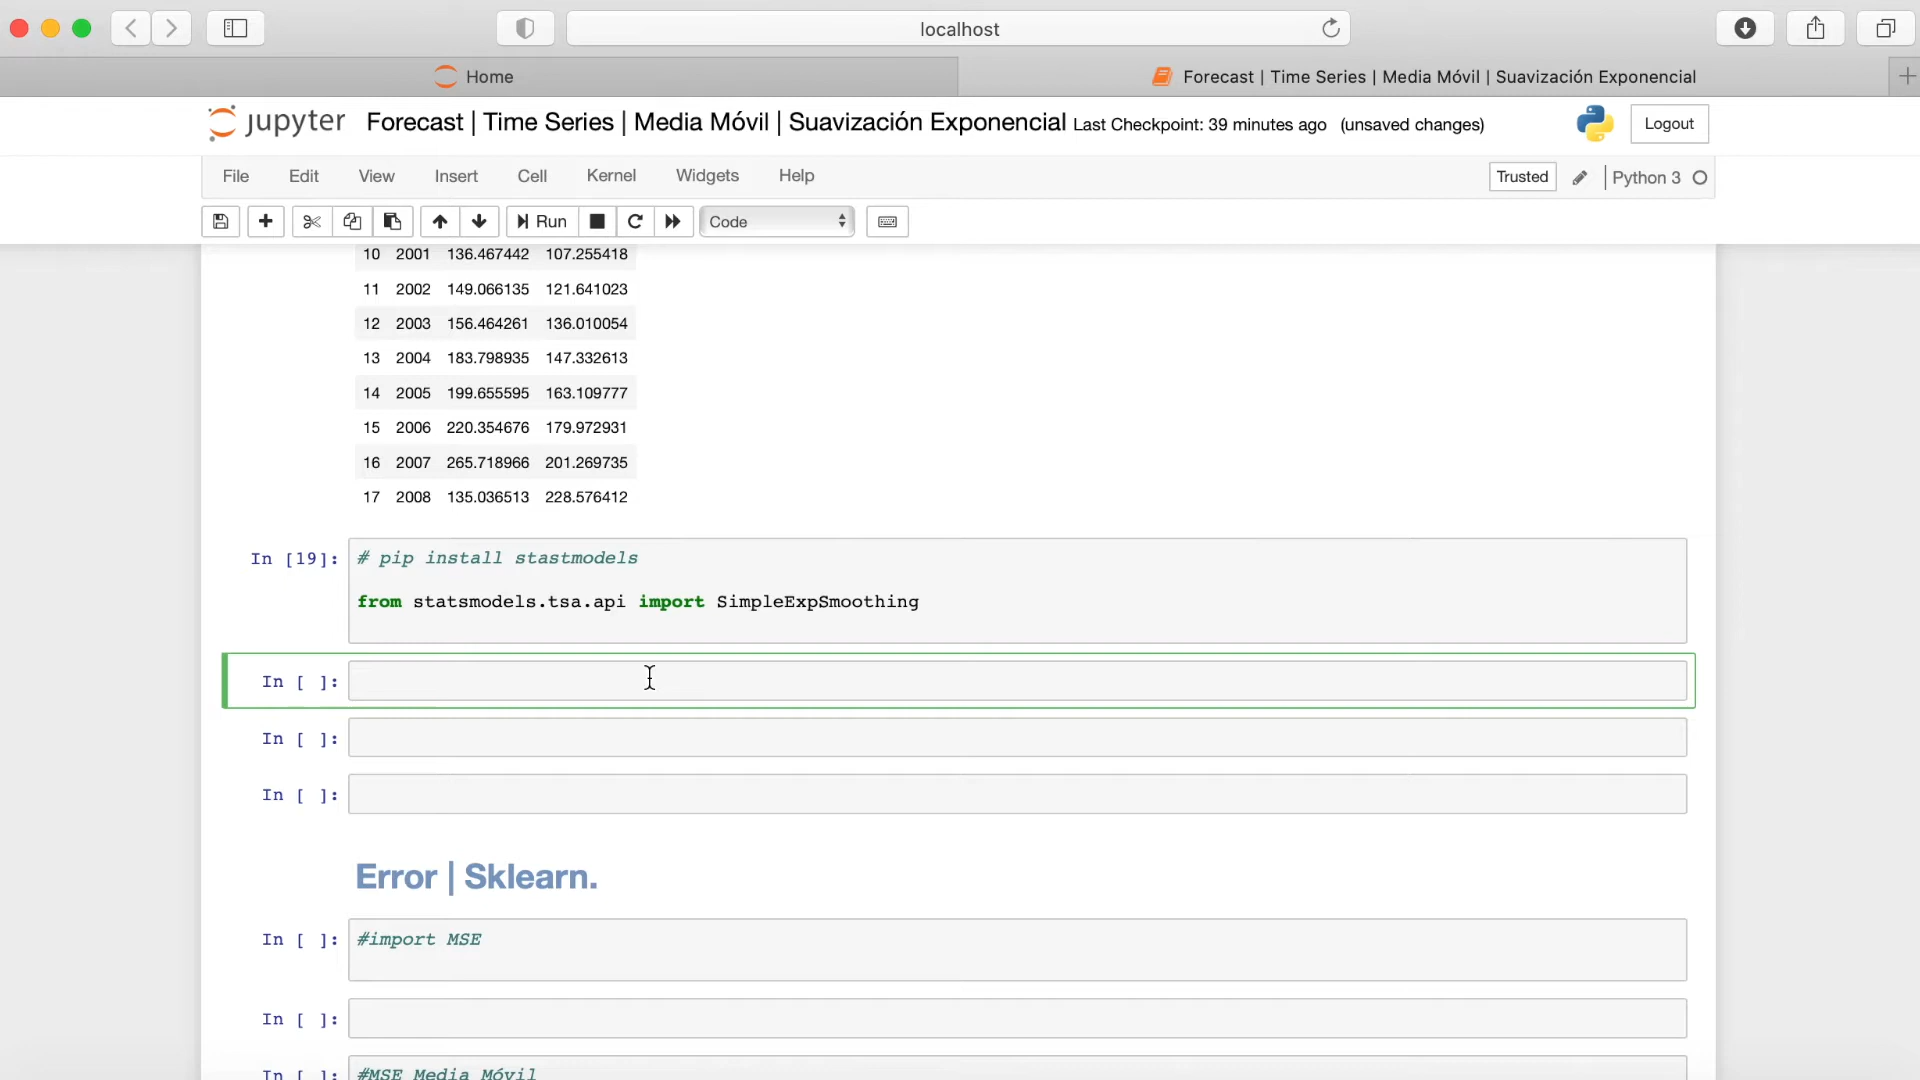 localhost
Home
Forecast | Time Series | Media Móvil | Suavización Exponencial
jupyter Forecast | Time Series | Media Móvil | Suavización Exponencial Last Checkpoint: 39 minutes ago (unsaved changes)
Logout
File Edit View Insert Cell Kernel Widgets Help
Trusted Python 3
Run Code
10 2001 136.467442 107.255418
11 2002 149.066135 121.641023
12 2003 156.464261 136.010054
13 2004 183.798935 147.332613
14 2005 199.655595 163.109777
15 2006 220.354676 179.972931
16 2007 265.718966 201.269735
17 2008 135.036513 228.576412
In [19]: # pip install stastmodels
from statsmodels.tsa.api import SimpleExpSmoothing
In [ ]:
In [ ]:
In [ ]:
Error | Sklearn.
In [ ]: #import MSE
In [ ]:
In [ ]: #MSE Media Móvil